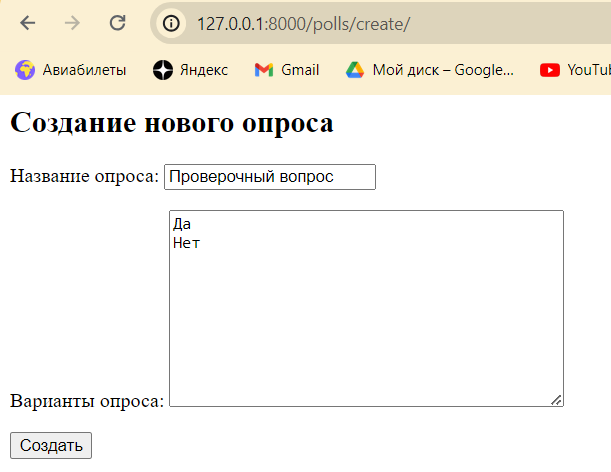 127.0.0.1:8000/polls/create/
Авиабилеты Яндекс Gmail Мой диск – Google... YouTu
Создание нового опроса
Название опроса: Проверочный вопрос
Да
Нет
Варианты опроса:
Создать